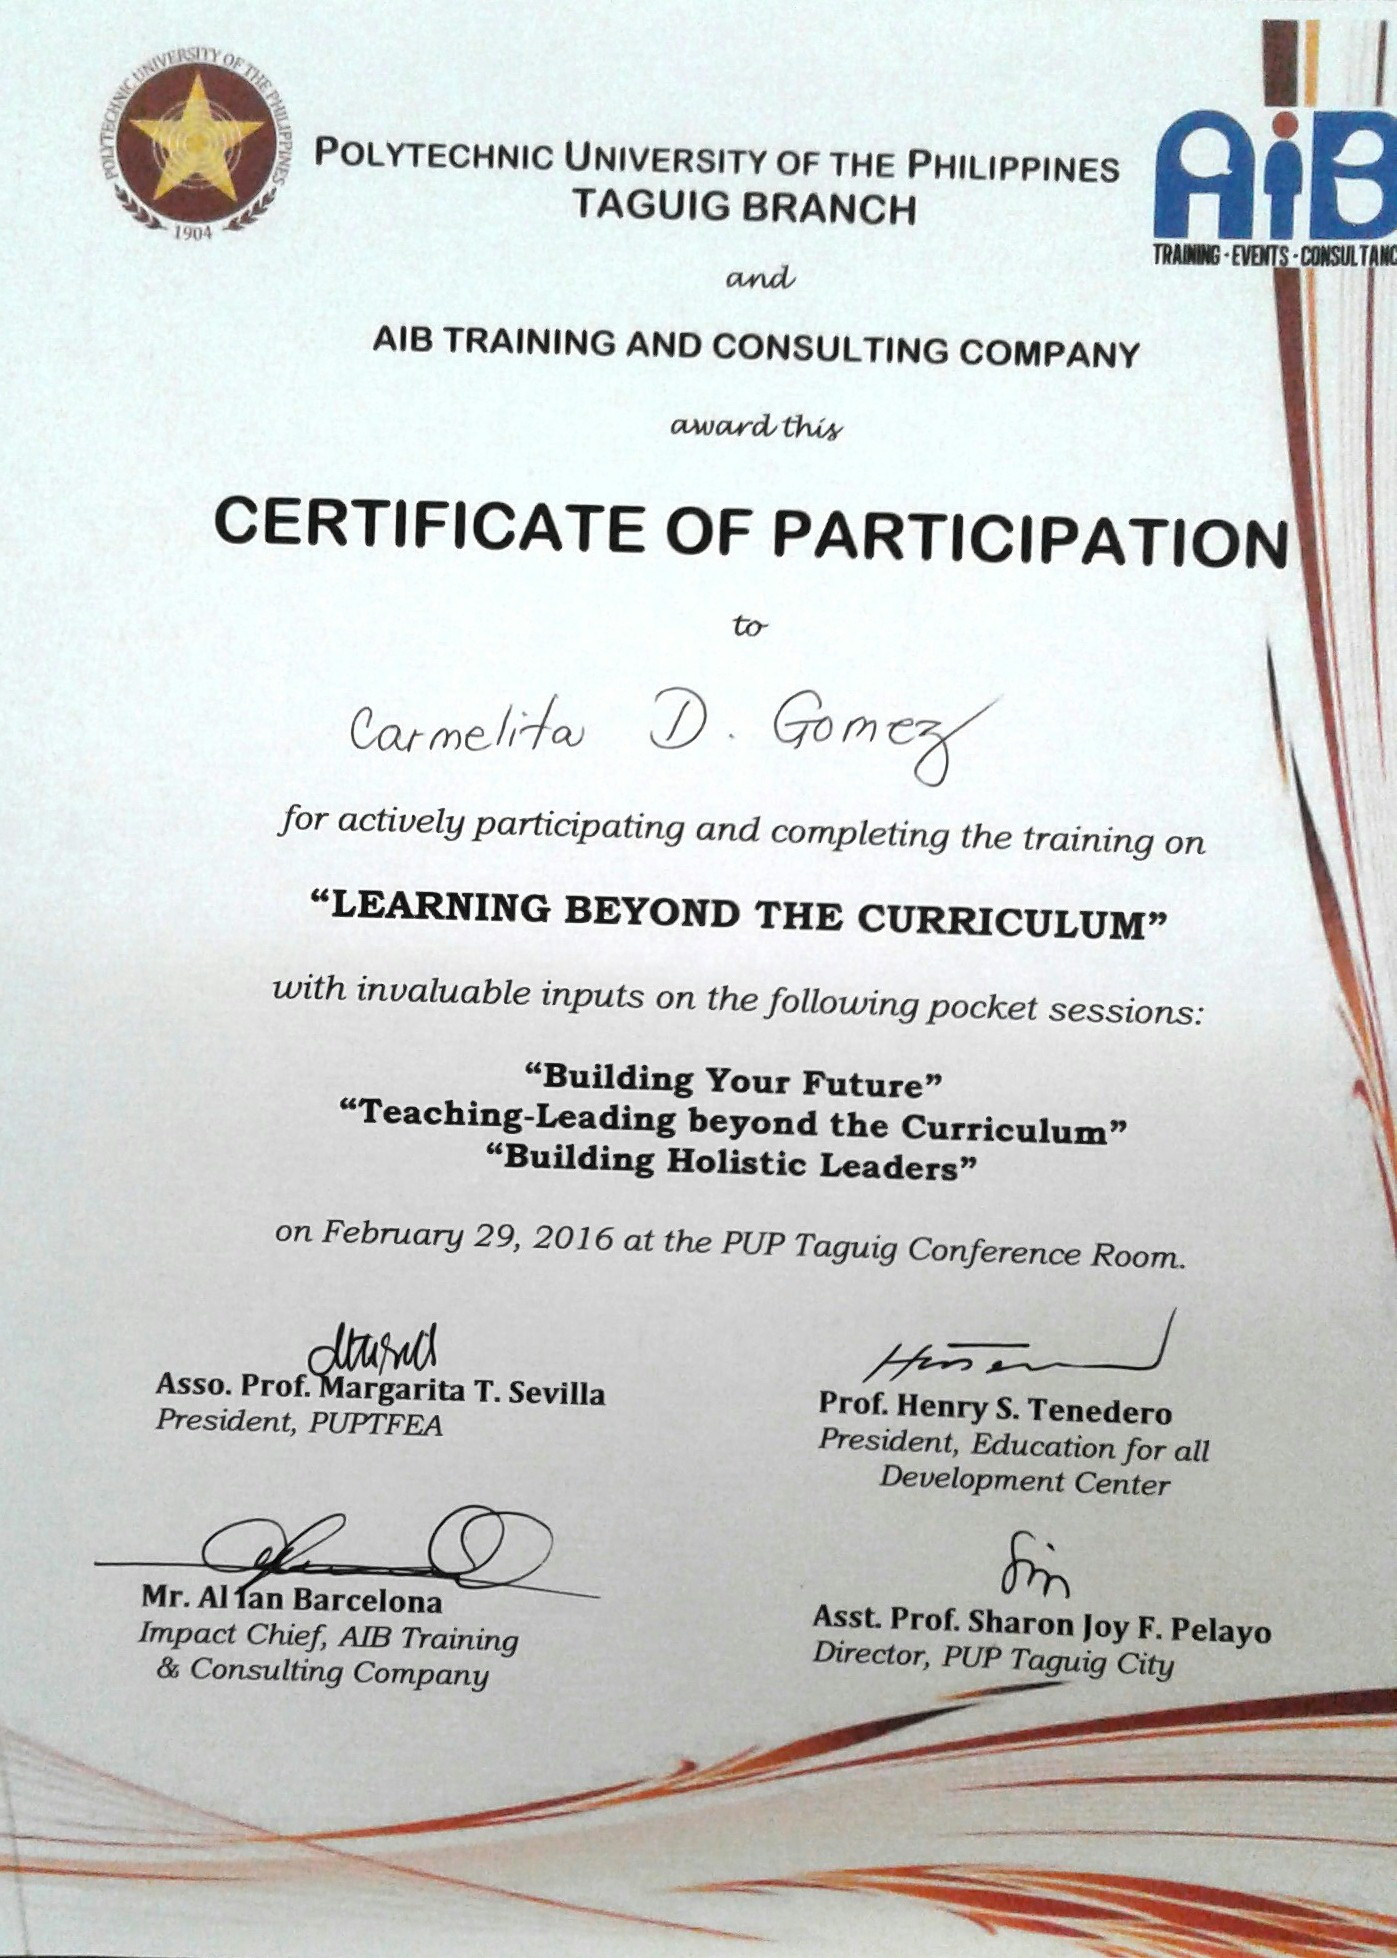 POLYTECHNIC UNIVERSITY OF THE PHILIPPINES
1904
AiB
TRAINING · EVENTS · CONSULTANC
POLYTECHNIC UNIVERSITY OF THE PHILIPPINES
TAGUIG BRANCH
and
AIB TRAINING AND CONSULTING COMPANY
award this
CERTIFICATE OF PARTICIPATION
to
Carmelita D. Gomez
for actively participating and completing the training on
“LEARNING BEYOND THE CURRICULUM”
with invaluable inputs on the following pocket sessions:
“Building Your Future”
“Teaching-Leading beyond the Curriculum”
“Building Holistic Leaders”
on February 29, 2016 at the PUP Taguig Conference Room.
Asso. Prof. Margarita T. Sevilla
President, PUPTFEA
Prof. Henry S. Tenedero
President, Education for all
Development Center
Mr. Al Ian Barcelona
Impact Chief, AIB Training
& Consulting Company
Asst. Prof. Sharon Joy F. Pelayo
Director, PUP Taguig City